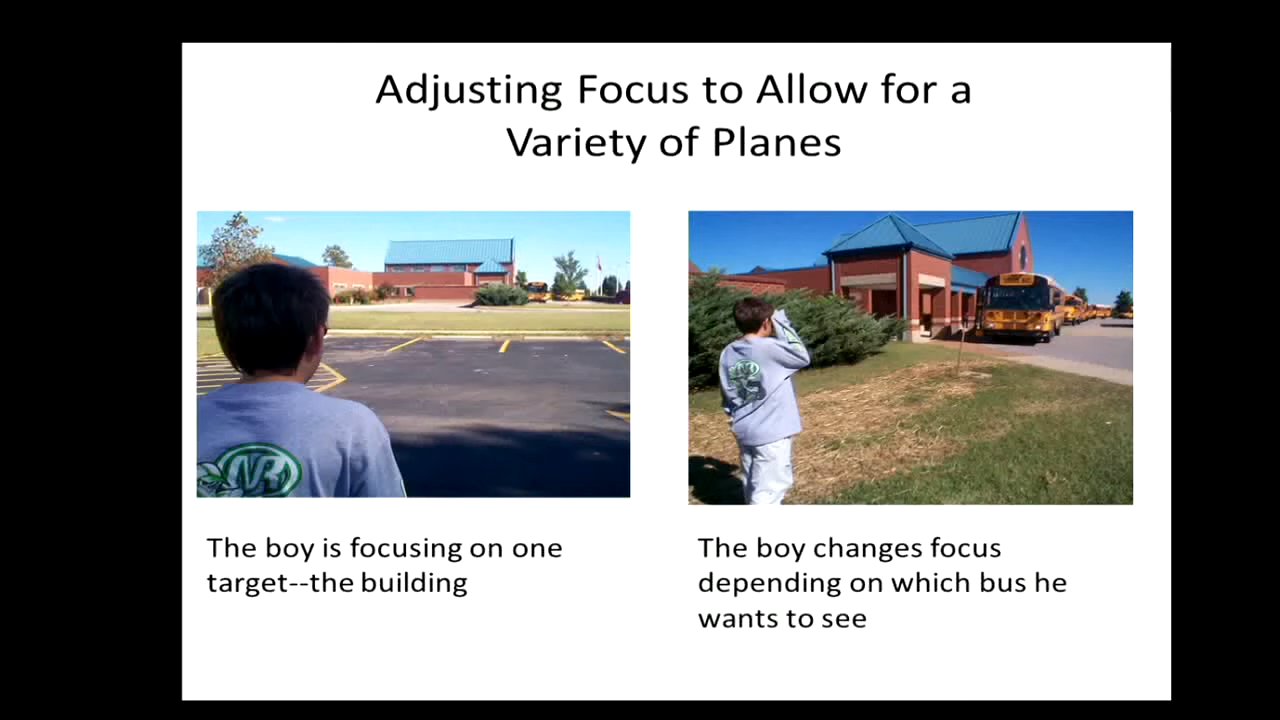 Adjusting Focus to Allow for a
Variety of Planes
NR
The boy is focusing on one
target--the building
The boy changes focus
depending on which bus he
wants to see